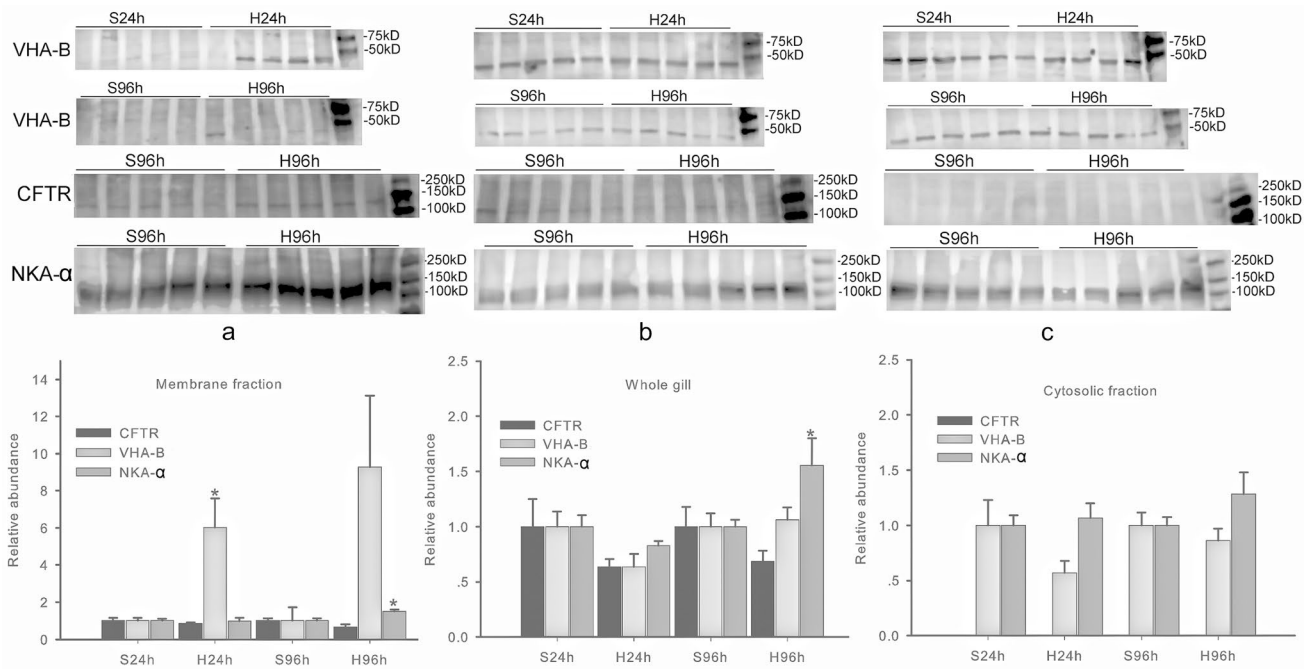 S24h H24h
VHA-B
-75kD
-50kD
S96h H96h
VHA-B
-75kD
-50kD
S96h H96h
CFTR
-250kD
-150kD
-100kD
S96h H96h
NKA-α
-250kD
-150kD
-100kD
a
S24h H24h
-75kD
-50kD
S96h H96h
-75kD
-50kD
S96h H96h
-250kD
-150kD
-100kD
S96h H96h
-250kD
-150kD
-100kD
b
S24h H24h
-75kD
-50kD
S96h H96h
-75kD
-50kD
S96h H96h
-250kD
-150kD
-100kD
S96h H96h
-250kD
-150kD
-100kD
c
Membrane fraction
CFTR
VHA-B
NKA-α
Relative abundance
14
12
10
8
6
4
2
0
*
*
S24h H24h S96h H96h
Whole gill
CFTR
VHA-B
NKA-α
Relative abundance
2.5
2.0
1.5
1.0
.5
0.0
*
S24h H24h S96h H96h
Cytosolic fraction
CFTR
VHA-B
NKA-α
Relative abundance
2.5
2.0
1.5
1.0
.5
0.0
S24h H24h S96h H96h